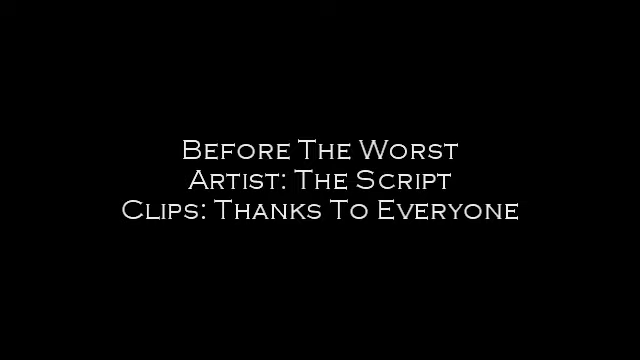 Before The Worst
Artist: The Script
Clips: Thanks To Everyone